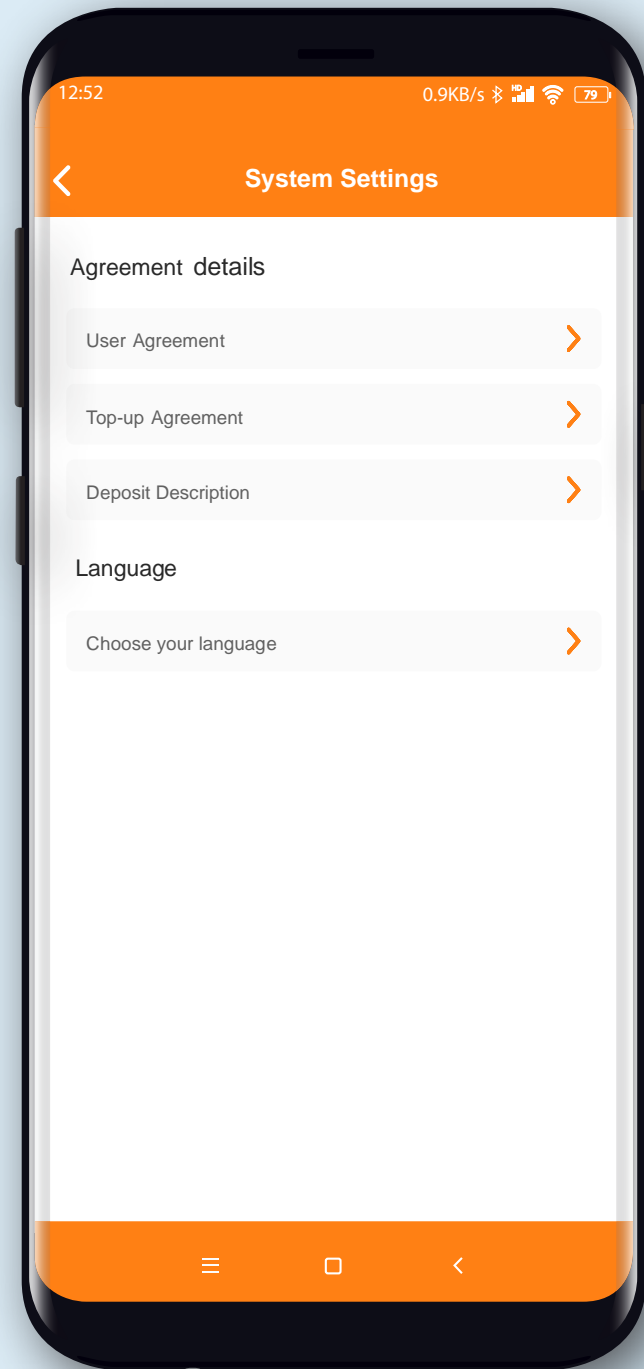 12:52 0.9KB/s HD 79
System Settings
Agreement details
User Agreement
Top-up Agreement
Deposit Description
Language
Choose your language